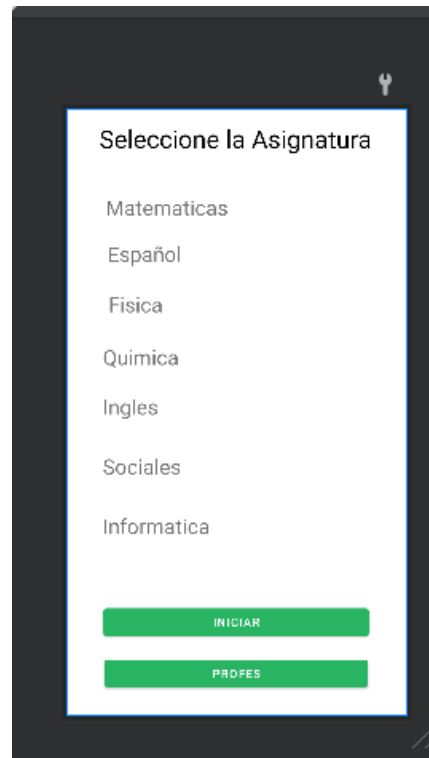 Seleccione la Asignatura
Matematicas
Español
Fisica
Quimica
Ingles
Sociales
Informatica
INICIAR
PROFES